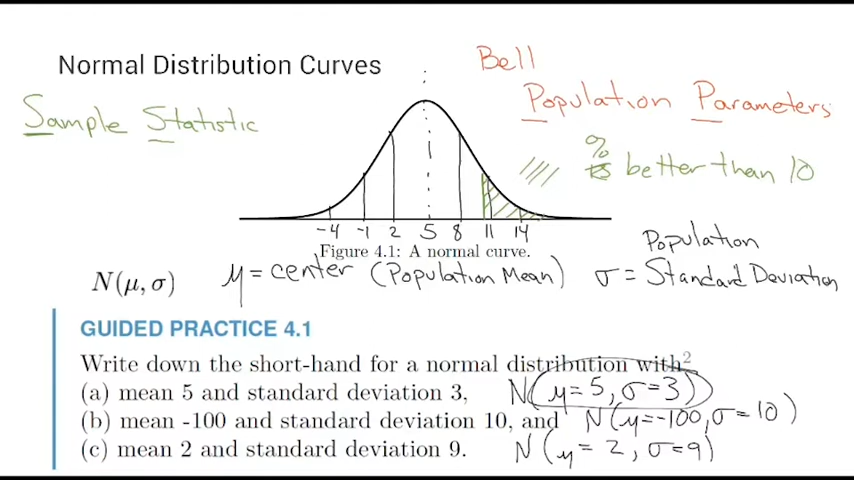 Normal Distribution Curves
Bell
Population Parameters
Sample Statistic
% better than 10
-4 -1 2 5 8 11 14
Figure 4.1: A normal curve.
Population
N(μ, σ) μ = center (Population Mean) σ = Standard Deviation
GUIDED PRACTICE 4.1
Write down the short-hand for a normal distribution with2
(a) mean 5 and standard deviation 3, N(μ=5, σ=3)
(b) mean -100 and standard deviation 10, and N(μ=-100, σ=10)
(c) mean 2 and standard deviation 9. N(μ=2, σ=9)